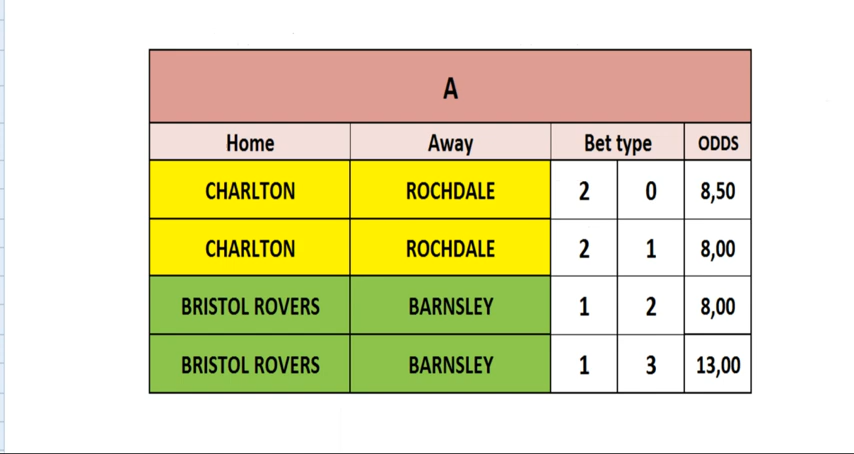 A
Home Away Bet type ODDS
CHARLTON ROCHDALE 2 0 8,50
CHARLTON ROCHDALE 2 1 8,00
BRISTOL ROVERS BARNSLEY 1 2 8,00
BRISTOL ROVERS BARNSLEY 1 3 13,00